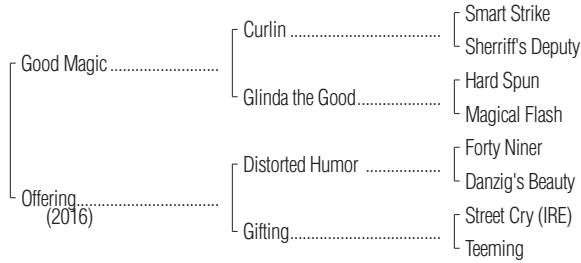 Smart Strike
Curlin
Sherriff's Deputy
Good Magic
Hard Spun
Glinda the Good
Magical Flash
Forty Niner
Distorted Humor
Danzig's Beauty
Offering
(2016)
Street Cry (IRE)
Gifting
Teeming